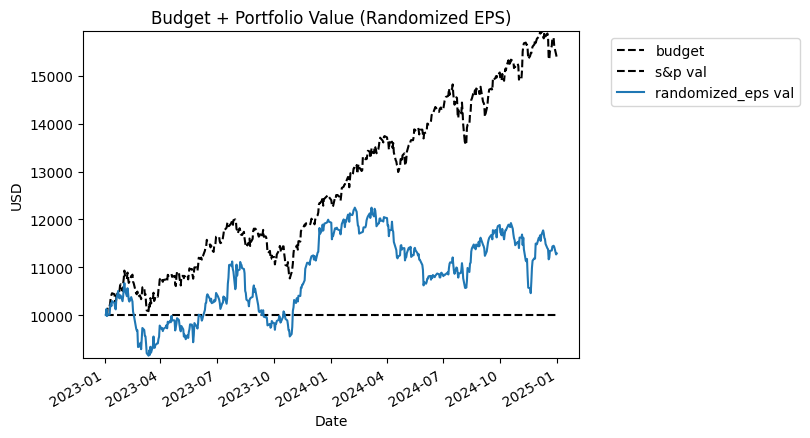 Budget + Portfolio Value (Randomized EPS)
budget
s&p val
randomized_eps val
USD
15000
14000
13000
12000
11000
10000
2023-01
2023-04
2023-07
2023-10
2024-01
2024-04
2024-07
2024-10
2025-01
Date